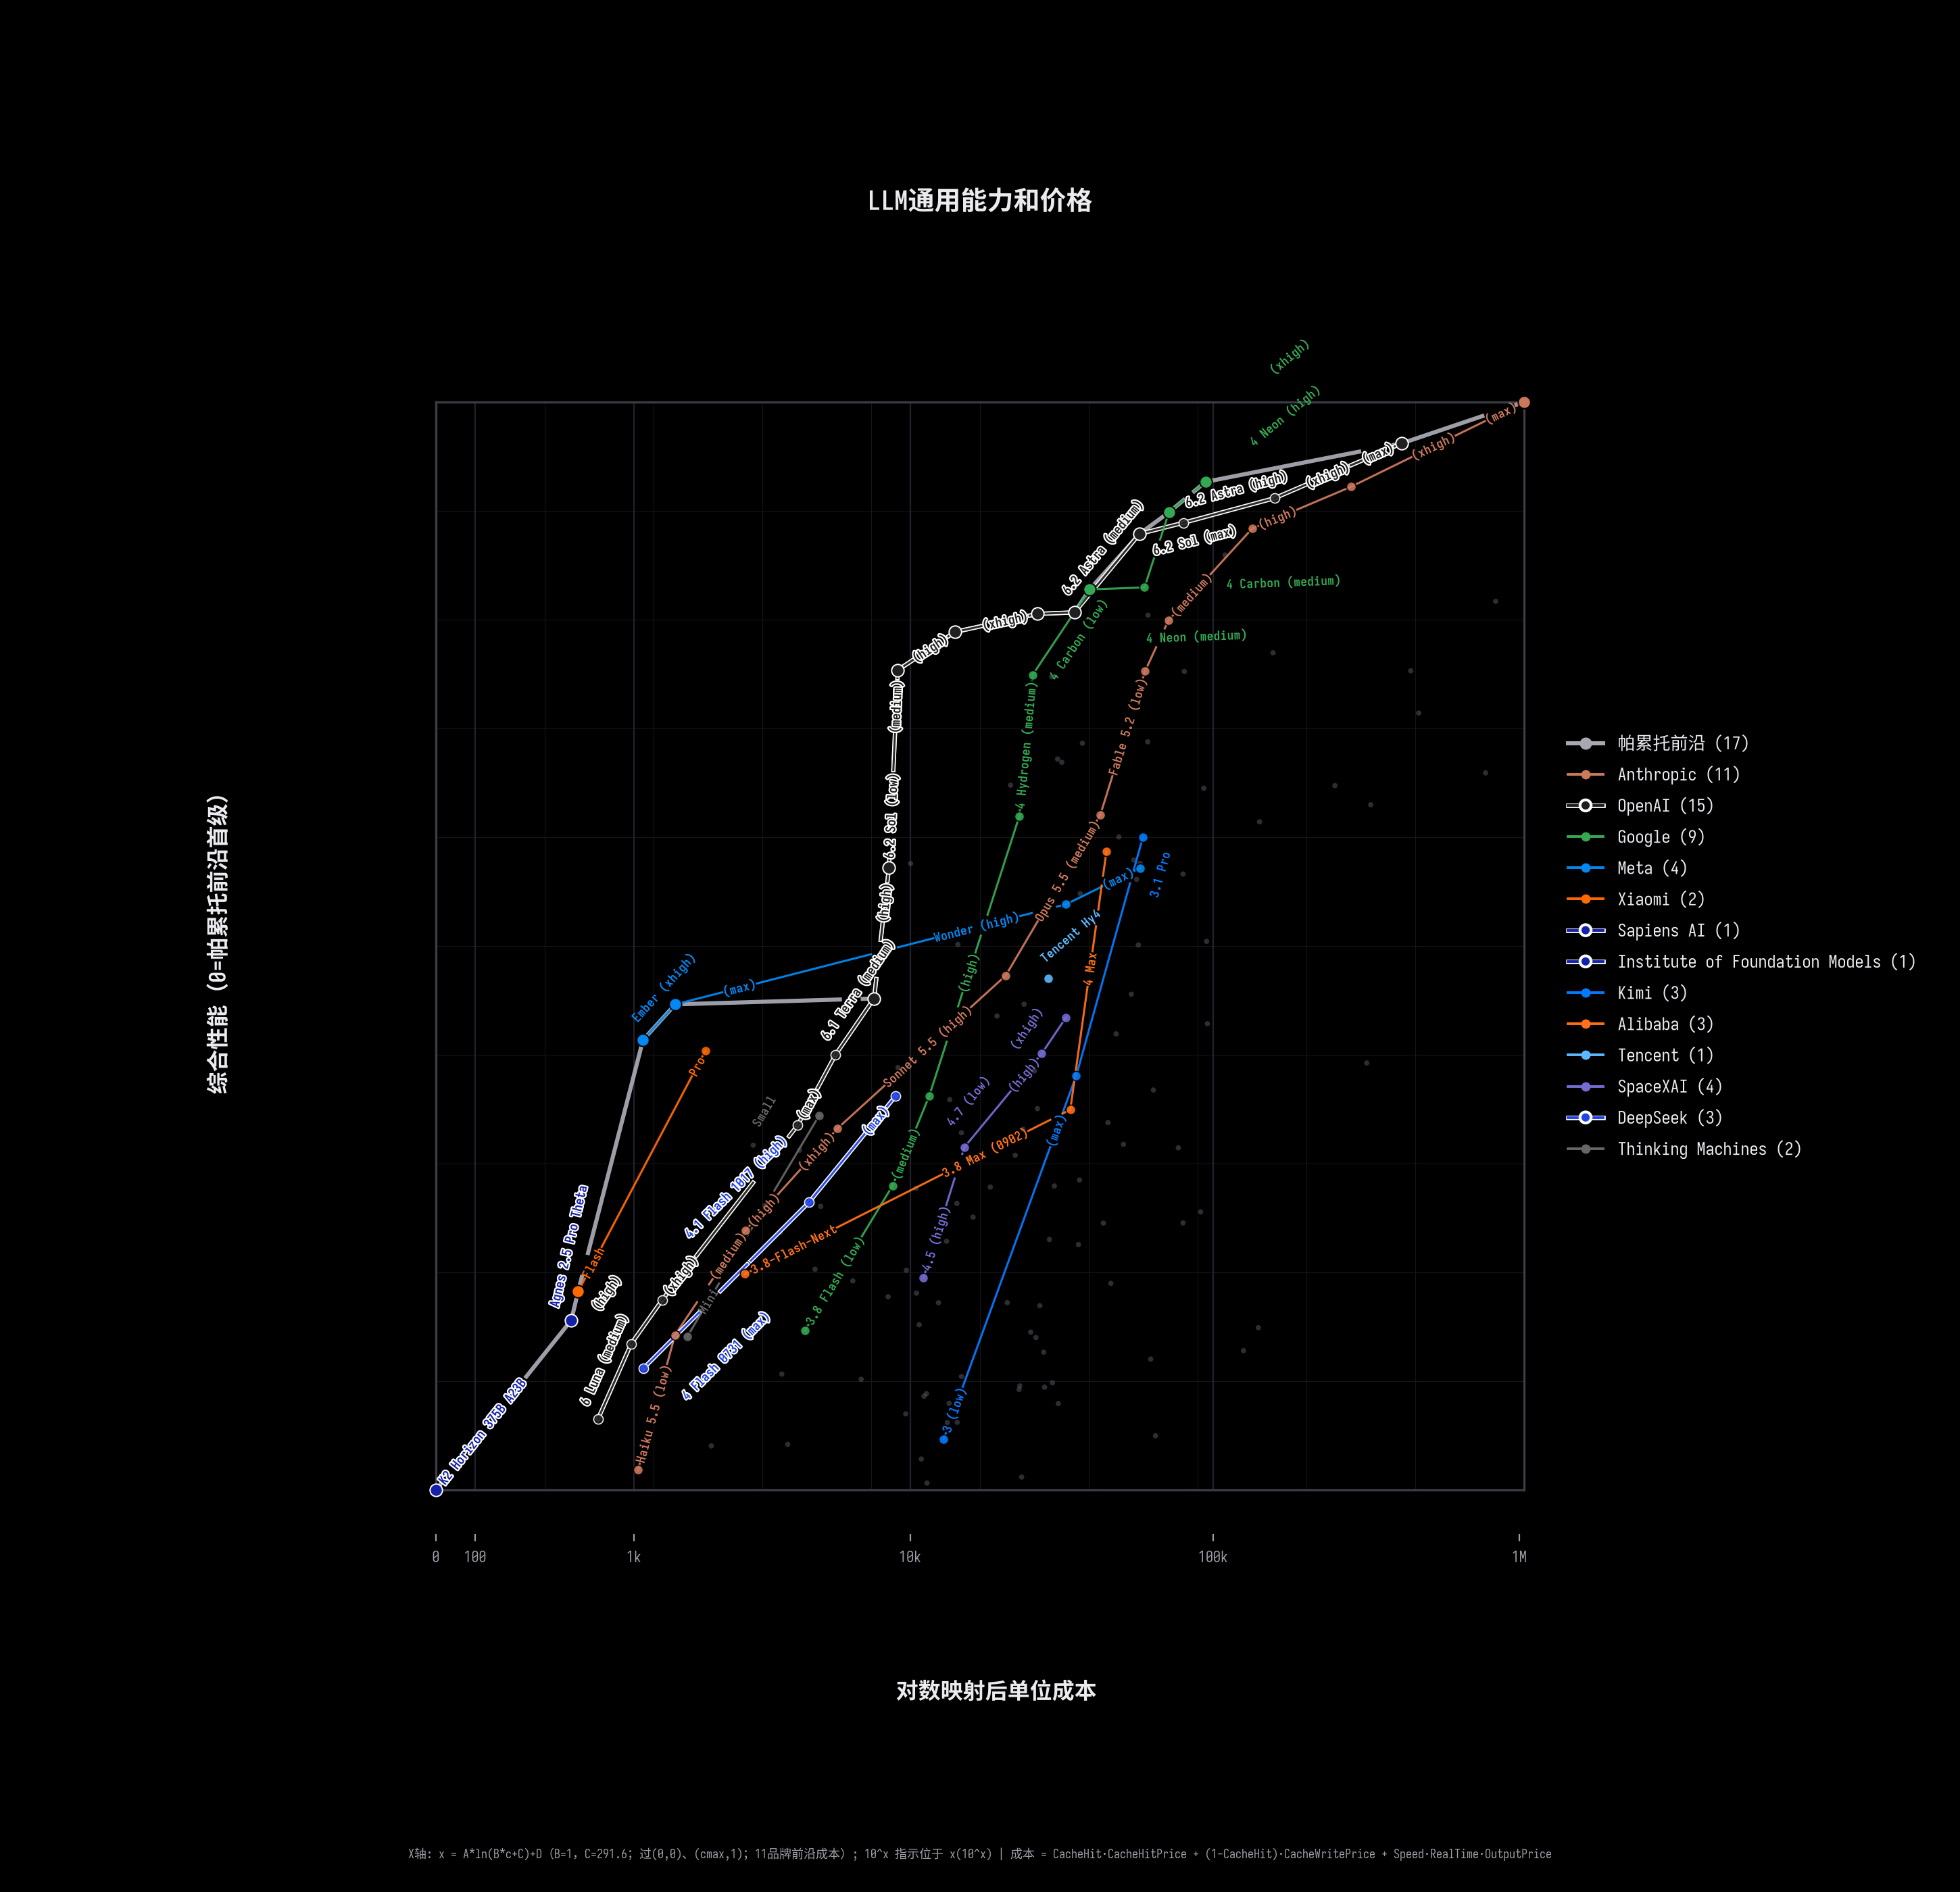 LLM通用能力和价格
综合性能 (0=帕累托前沿首级)
(xhigh)
4 Neon (high)
(max)
(xhigh)
(max)
(xhigh)
6.2 Astra (high)
(high)
6.2 Astra (medium)
6.2 Sol (max)
4 Carbon (medium)
(medium)
4 Carbon (low)
4 Neon (medium)
(xhigh)
(high)
(medium)
4 Hydrogen (medium)
Fable 5.2 (low)
6.2 Sol (low)
Opus 5.5 (medium)
3.1 Pro
(max)
(high)
Wonder (high)
Tencent Hy4
4 Max
Ember (xhigh)
(max)
6.1 Terra (medium)
(high)
Sonnet 5.5 (high)
(xhigh)
(high)
4.7 (low)
Pro
Small
(max)
(max)
(max)
4.1 Flash 1017 (high)
(xhigh)
(medium)
3.8 Max (0902)
Agnes 2.5 Pro Theta
Flash
(high)
(high)
(xhigh)
(medium)
Mini
3.8-Flash-Next
3.8 Flash (low)
4.5 (high)
6 Luna (medium)
4 Flash 0731 (max)
Haiku 5.5 (low)
3 (low)
K2 Horizon 375B A23B
帕累托前沿 (17)
Anthropic (11)
OpenAI (15)
Google (9)
Meta (4)
Xiaomi (2)
Sapiens AI (1)
Institute of Foundation Models (1)
Kimi (3)
Alibaba (3)
Tencent (1)
SpaceXAI (4)
DeepSeek (3)
Thinking Machines (2)
0
100
1k
10k
100k
1M
对数映射后单位成本
X轴: x = A*ln(B*c+C)+D (B=1, C=291.6; 过(0,0)、(cmax,1); 11品牌前沿成本) ; 10^x 指示位于 x(10^x) | 成本 = CacheHit·CacheHitPrice + (1-CacheHit)·CacheWritePrice + Speed·RealTime·OutputPrice